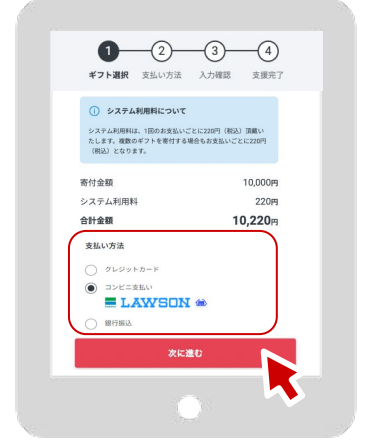 1 2 3 4
ギフト選択 支払い方法 入力確認 支援完了
システム利用料について
システム利用料は、1回のお支払いごとに220円（税込）頂戴い
たします。複数のギフトを寄付する場合もお支払いごとに220円
（税込）となります。
寄付金額 10,000円
システム利用料 220円
合計金額 10,220円
支払い方法
クレジットカード
コンビニ支払い
LAWSON
銀行振込
次に進む